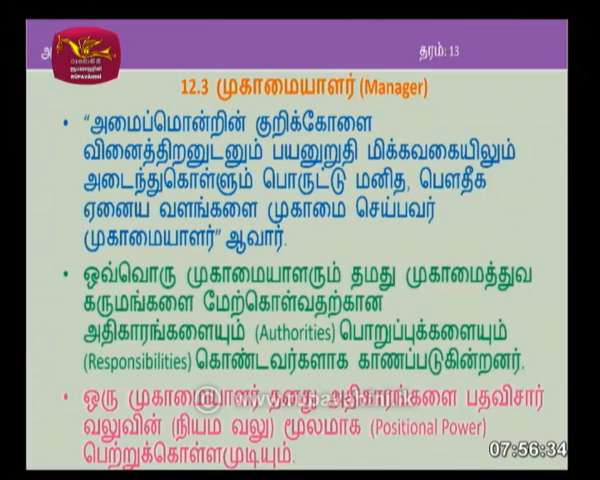 தரம்: 13
12.3 முகாமையாளர் (Manager)
• “அமைப்பொன்றின் குறிக்கோளை
வினைத்திறனுடனும் பயனுறுதி மிக்கவகையிலும்
அடைந்துகொள்ளும் பொருட்டு மனித, பௌதீக
ஏனைய வளங்களை முகாமை செய்பவர்
முகாமையாளர்” ஆவார்.
• ஒவ்வொரு முகாமையாளரும் தமது முகாமைத்துவ
கருமங்களை மேற்கொள்வதற்கான
அதிகாரங்களையும் (Authorities) பொறுப்புக்களையும்
(Responsibilities) கொண்டவர்களாக காணப்படுகின்றனர்.
• ஒரு முகாமையாளர் தனது அதிகாரங்களை பதவிசார்
வலுவின் (நியம வலு) மூலமாக (Positional Power)
பெற்றுக்கொள்ளமுடியும்.
07:56:34